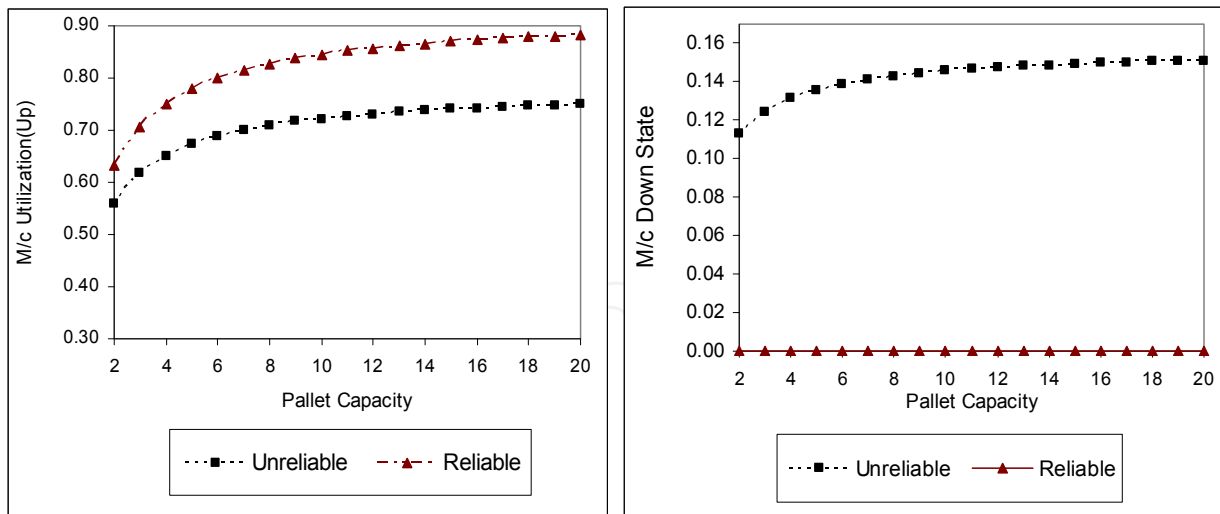 M/c Utilization(Up)
0.90
0.80
0.70
0.60
0.50
0.40
0.30
2 4 6 8 10 12 14 16 18 20
Pallet Capacity
Unreliable Reliable
M/c Down State
0.16
0.14
0.12
0.10
0.08
0.06
0.04
0.02
0.00
2 4 6 8 10 12 14 16 18 20
Pallet Capacity
Unreliable Reliable